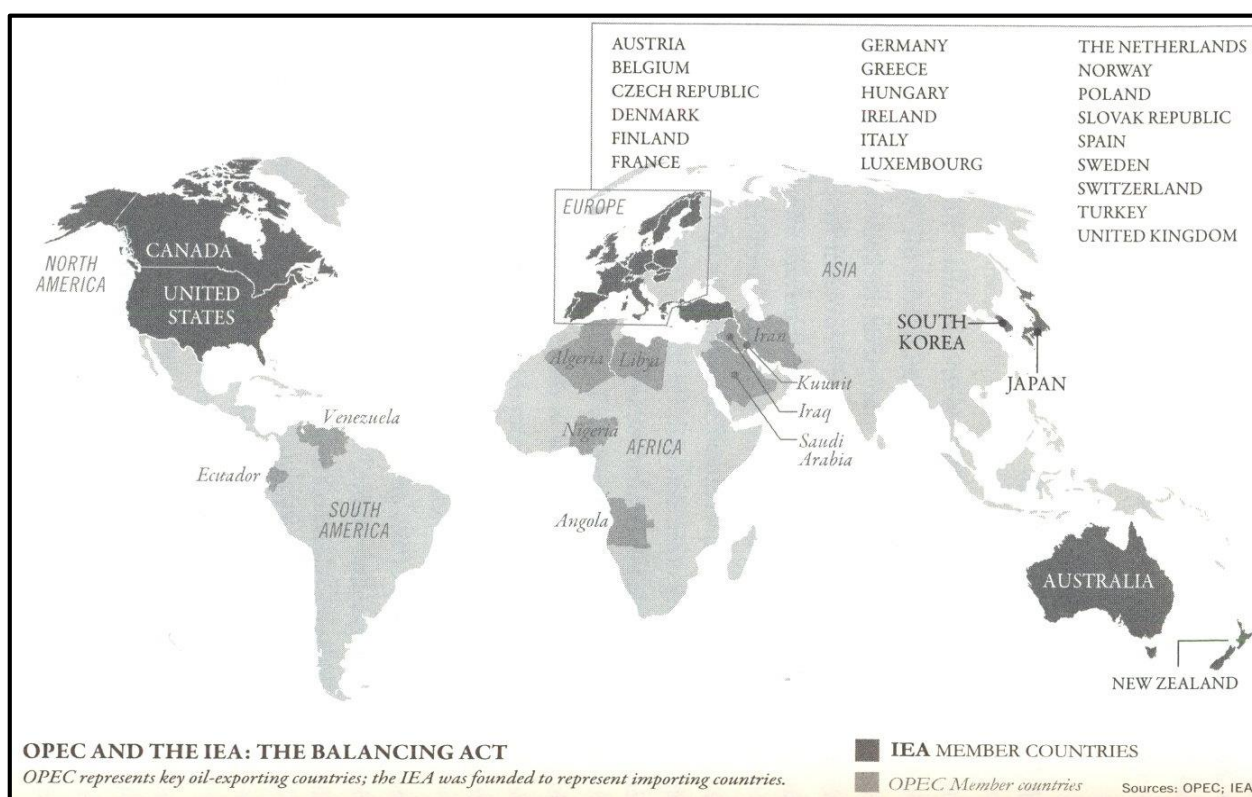 AUSTRIA
BELGIUM
CZECH REPUBLIC
DENMARK
FINLAND
FRANCE
GERMANY
GREECE
HUNGARY
IRELAND
ITALY
LUXEMBOURG
THE NETHERLANDS
NORWAY
POLAND
SLOVAK REPUBLIC
SPAIN
SWEDEN
SWITZERLAND
TURKEY
UNITED KINGDOM
EUROPE
CANADA
NORTH
AMERICA
UNITED
STATES
ASIA
SOUTH
KOREA
JAPAN
Algeria
Libya
Iran
Kuwait
Iraq
Saudi
Arabia
Venezuela
Nigeria
AFRICA
Ecuador
SOUTH
AMERICA
Angola
AUSTRALIA
NEW ZEALAND
OPEC AND THE IEA: THE BALANCING ACT
OPEC represents key oil-exporting countries; the IEA was founded to represent importing countries.
IEA MEMBER COUNTRIES
OPEC Member countries
Sources: OPEC; IEA